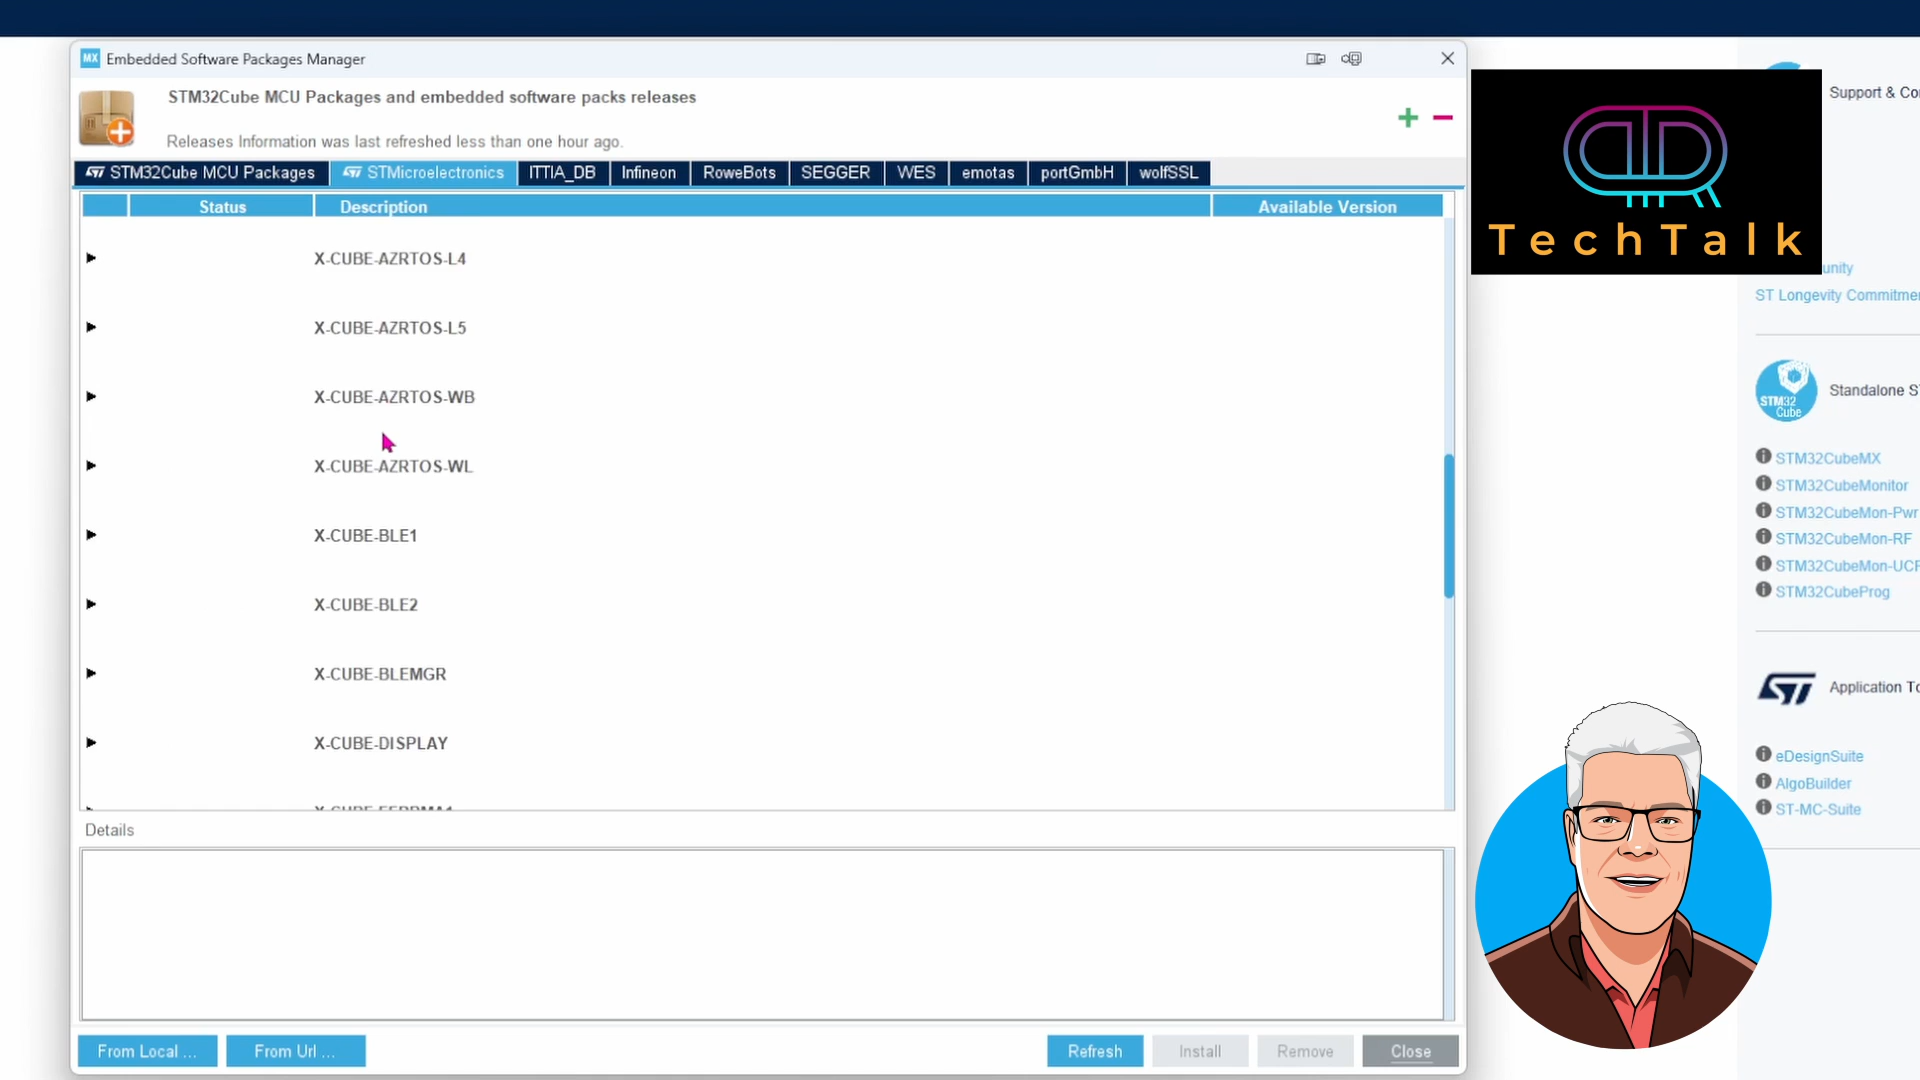 MX Embedded Software Packages Manager
STM32Cube MCU Packages and embedded software packs releases
Releases Information was last refreshed less than one hour ago.
STM32Cube MCU Packages STMicroelectronics ITTIA_DB Infineon RoweBots SEGGER WES emotas portGmbH wolfSSL
Status Description Available Version
X-CUBE-AZRTOS-L4
X-CUBE-AZRTOS-L5
X-CUBE-AZRTOS-WB
X-CUBE-AZRTOS-WL
X-CUBE-BLE1
X-CUBE-BLE2
X-CUBE-BLEMGR
X-CUBE-DISPLAY
Details
From Local ... From Url ... Refresh Install Remove Close
TechTalk
Support & Co
unity
ST Longevity Commitme
STM32
Cube
Standalone S
STM32CubeMX
STM32CubeMonitor
STM32CubeMon-Pwr
STM32CubeMon-RF
STM32CubeMon-UCP
STM32CubeProg
ST Application To
eDesignSuite
AlgoBuilder
ST-MC-Suite